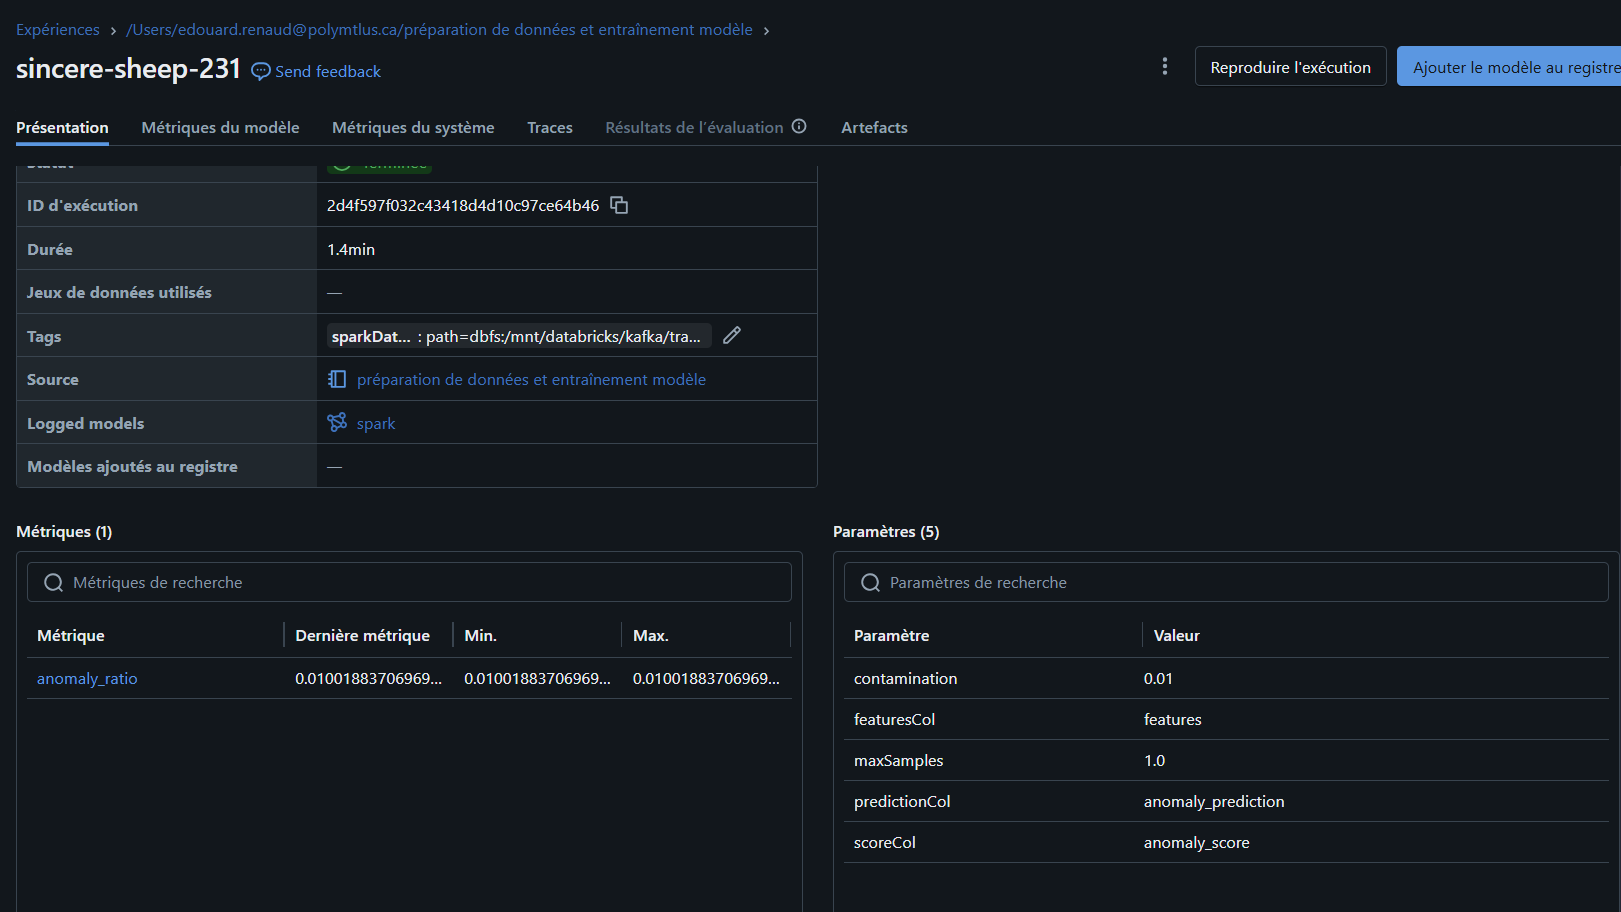 Expériences > /Users/edouard.renaud@polymtlus.ca/préparation de données et entraînement modèle >
sincere-sheep-231 Send feedback
Reproduire l'exécution
Ajouter le modèle au registre
Présentation Métriques du modèle Métriques du système Traces Résultats de l'évaluation Artefacts
Statut Terminée
ID d'exécution 2d4f597f032c43418d4d10c97ce64b46
Durée 1.4min
Jeux de données utilisés —
Tags sparkDat... : path=dbfs:/mnt/databricks/kafka/tra...
Source préparation de données et entraînement modèle
Logged models spark
Modèles ajoutés au registre —
Métriques (1)
Métriques de recherche
Métrique Dernière métrique Min. Max.
anomaly_ratio 0.01001883706969... 0.01001883706969... 0.01001883706969...
Paramètres (5)
Paramètres de recherche
Paramètre Valeur
contamination 0.01
featuresCol features
maxSamples 1.0
predictionCol anomaly_prediction
scoreCol anomaly_score